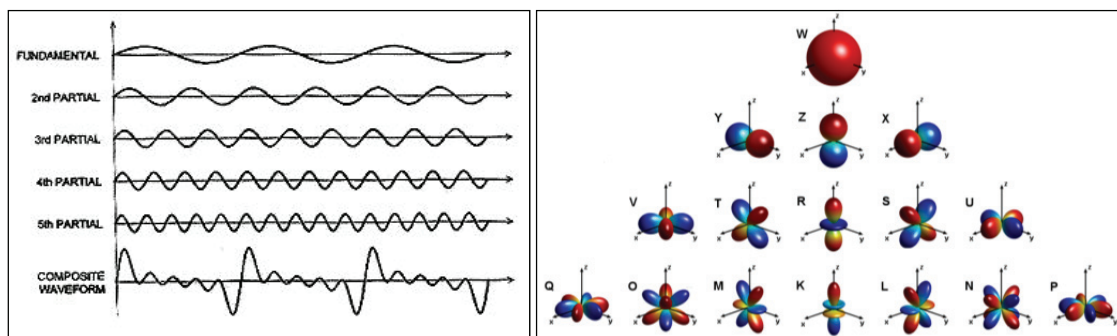 FUNDAMENTAL
2nd PARTIAL
3rd PARTIAL
4th PARTIAL
5th PARTIAL
COMPOSITE
WAVEFORM
W
z
x
y
Y
z
x
y
Z
z
x
y
X
z
x
y
V
z
x
y
T
z
x
y
R
z
x
y
S
z
x
y
U
z
x
y
Q
z
x
y
O
z
x
y
M
z
x
y
K
z
x
y
L
z
x
y
N
z
x
y
P
z
x
y